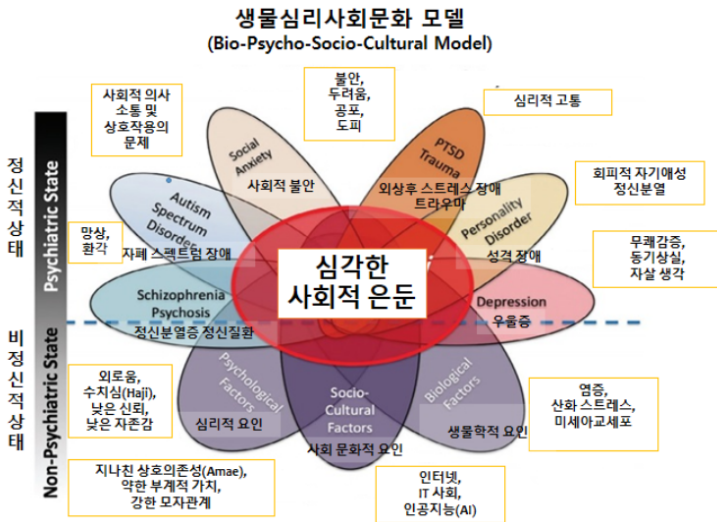 생물심리사회문화 모델
(Bio-Psycho-Socio-Cultural Model)
사회적 의사
소통 및
상호작용의
문제
불안,
두려움,
공포,
도피
심리적 고통
회피적 자기애성
정신분열
무쾌감증,
동기상실,
자살 생각
망상,
환각
정신적상태
Psychiatric State
비정신적상태
Non-Psychiatric State
Social
Anxiety
사회적 불안
PTSD
Trauma
외상후 스트레스 장애
트라우마
Autism
Spectrum
Disorder
자폐 스펙트럼 장애
Personality
Disorder
성격 장애
심각한
사회적 은둔
Schizophrenia
Psychosis
정신분열증 정신질환
Depression
우울증
Psychological
Factors
심리적 요인
Socio-
Cultural
Factors
사회 문화적 요인
Biological
Factors
생물학적 요인
외로움,
수치심(Haji),
낮은 신뢰,
낮은 자존감
염증,
산화 스트레스,
미세아교세포
지나친 상호의존성(Amae),
약한 부계적 가치,
강한 모자관계
인터넷,
IT 사회,
인공지능(AI)